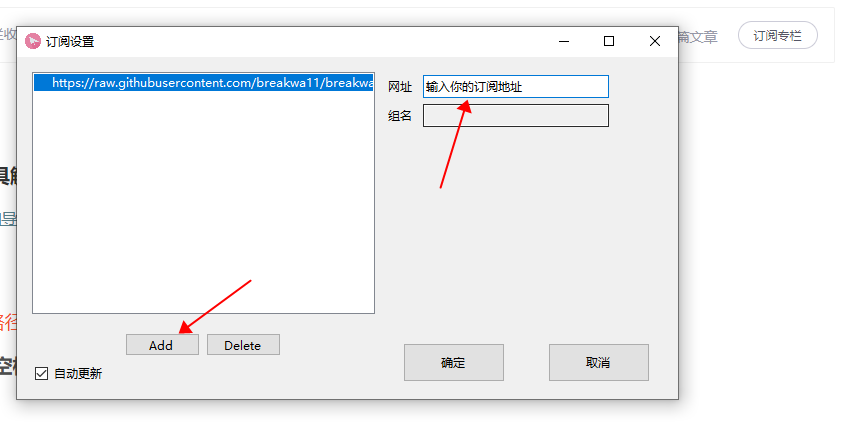 订阅设置
篇文章
订阅专栏
https://raw.githubusercontent.com/breakwa11/breakwa
网址
输入你的订阅地址
组名
Add
Delete
自动更新
确定
取消